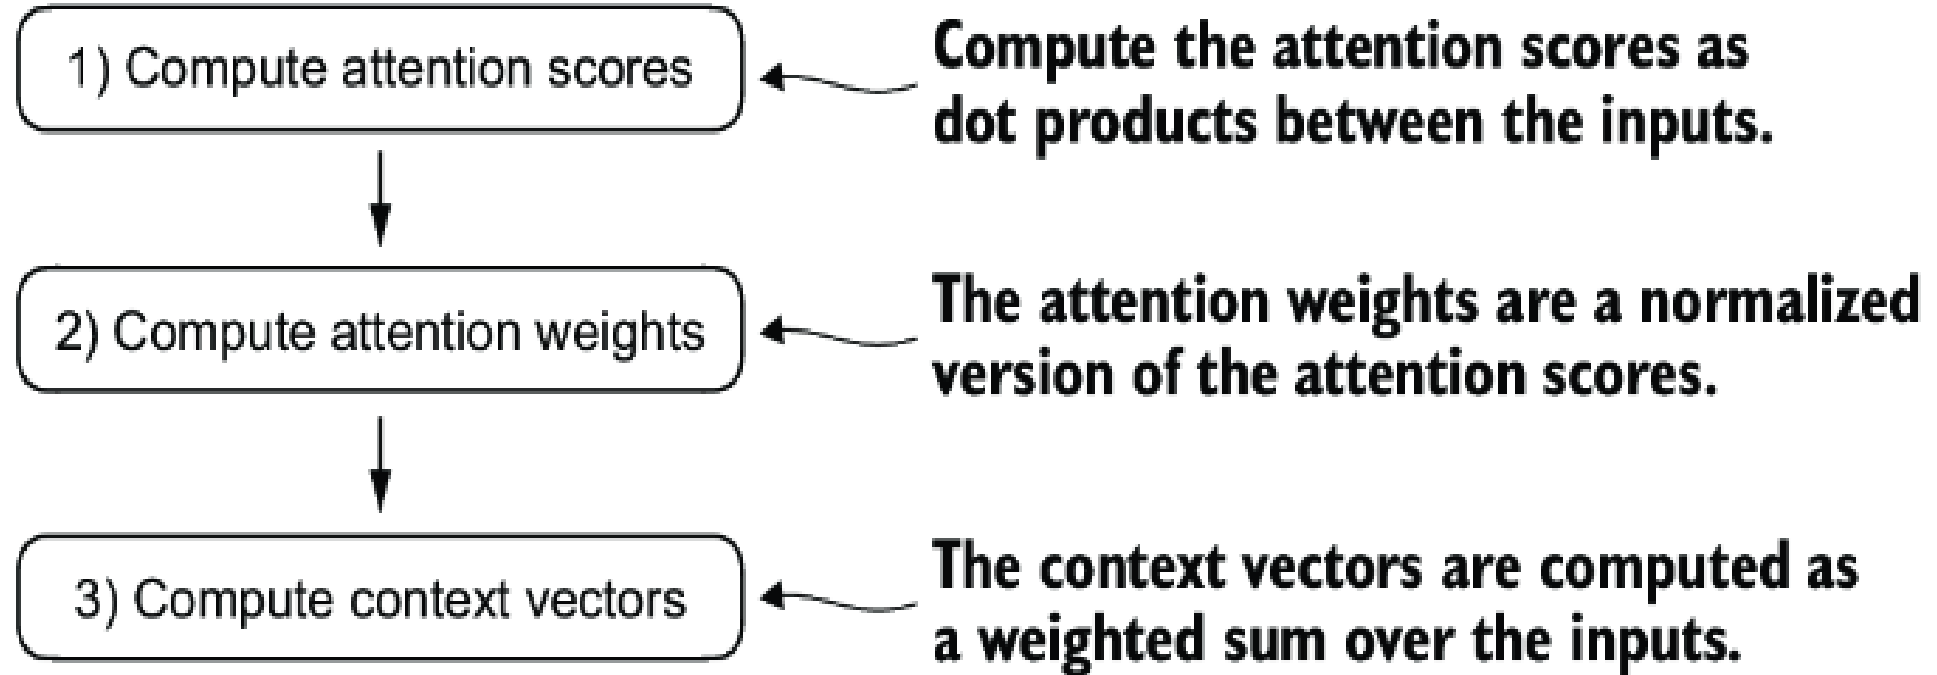 1) Compute attention scores
Compute the attention scores as
dot products between the inputs.
2) Compute attention weights
The attention weights are a normalized
version of the attention scores.
3) Compute context vectors
The context vectors are computed as
a weighted sum over the inputs.